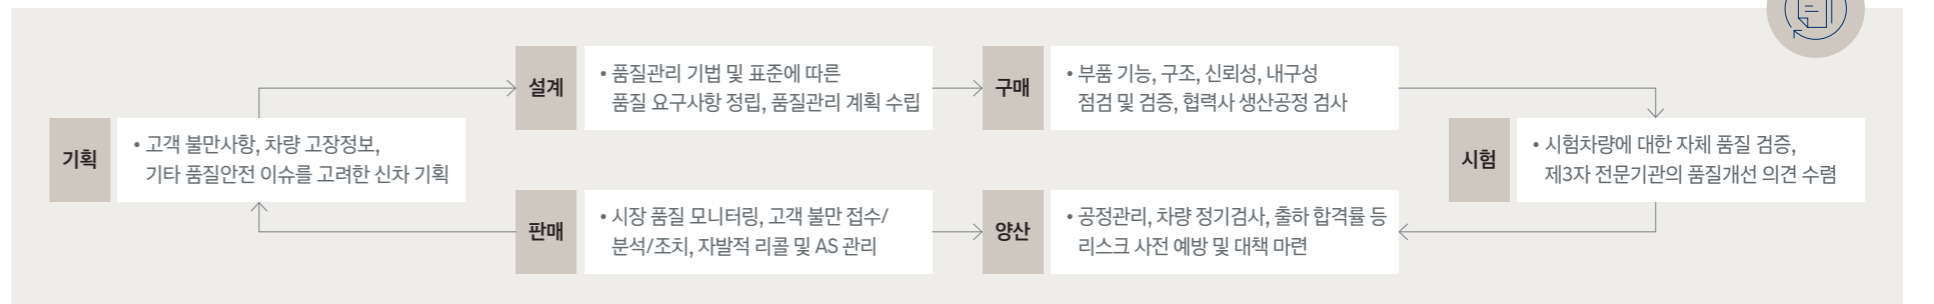 기획
• 고객 불만사항, 차량 고장정보,
기타 품질안전 이슈를 고려한 신차 기획
설계
• 품질관리 기법 및 표준에 따른
품질 요구사항 정립, 품질관리 계획 수립
구매
• 부품 기능, 구조, 신뢰성, 내구성
점검 및 검증, 협력사 생산공정 검사
시험
• 시험차량에 대한 자체 품질 검증,
제3자 전문기관의 품질개선 의견 수렴
양산
• 공정관리, 차량 정기검사, 출하 합격률 등
리스크 사전 예방 및 대책 마련
판매
• 시장 품질 모니터링, 고객 불만 접수/
분석/조치, 자발적 리콜 및 AS 관리